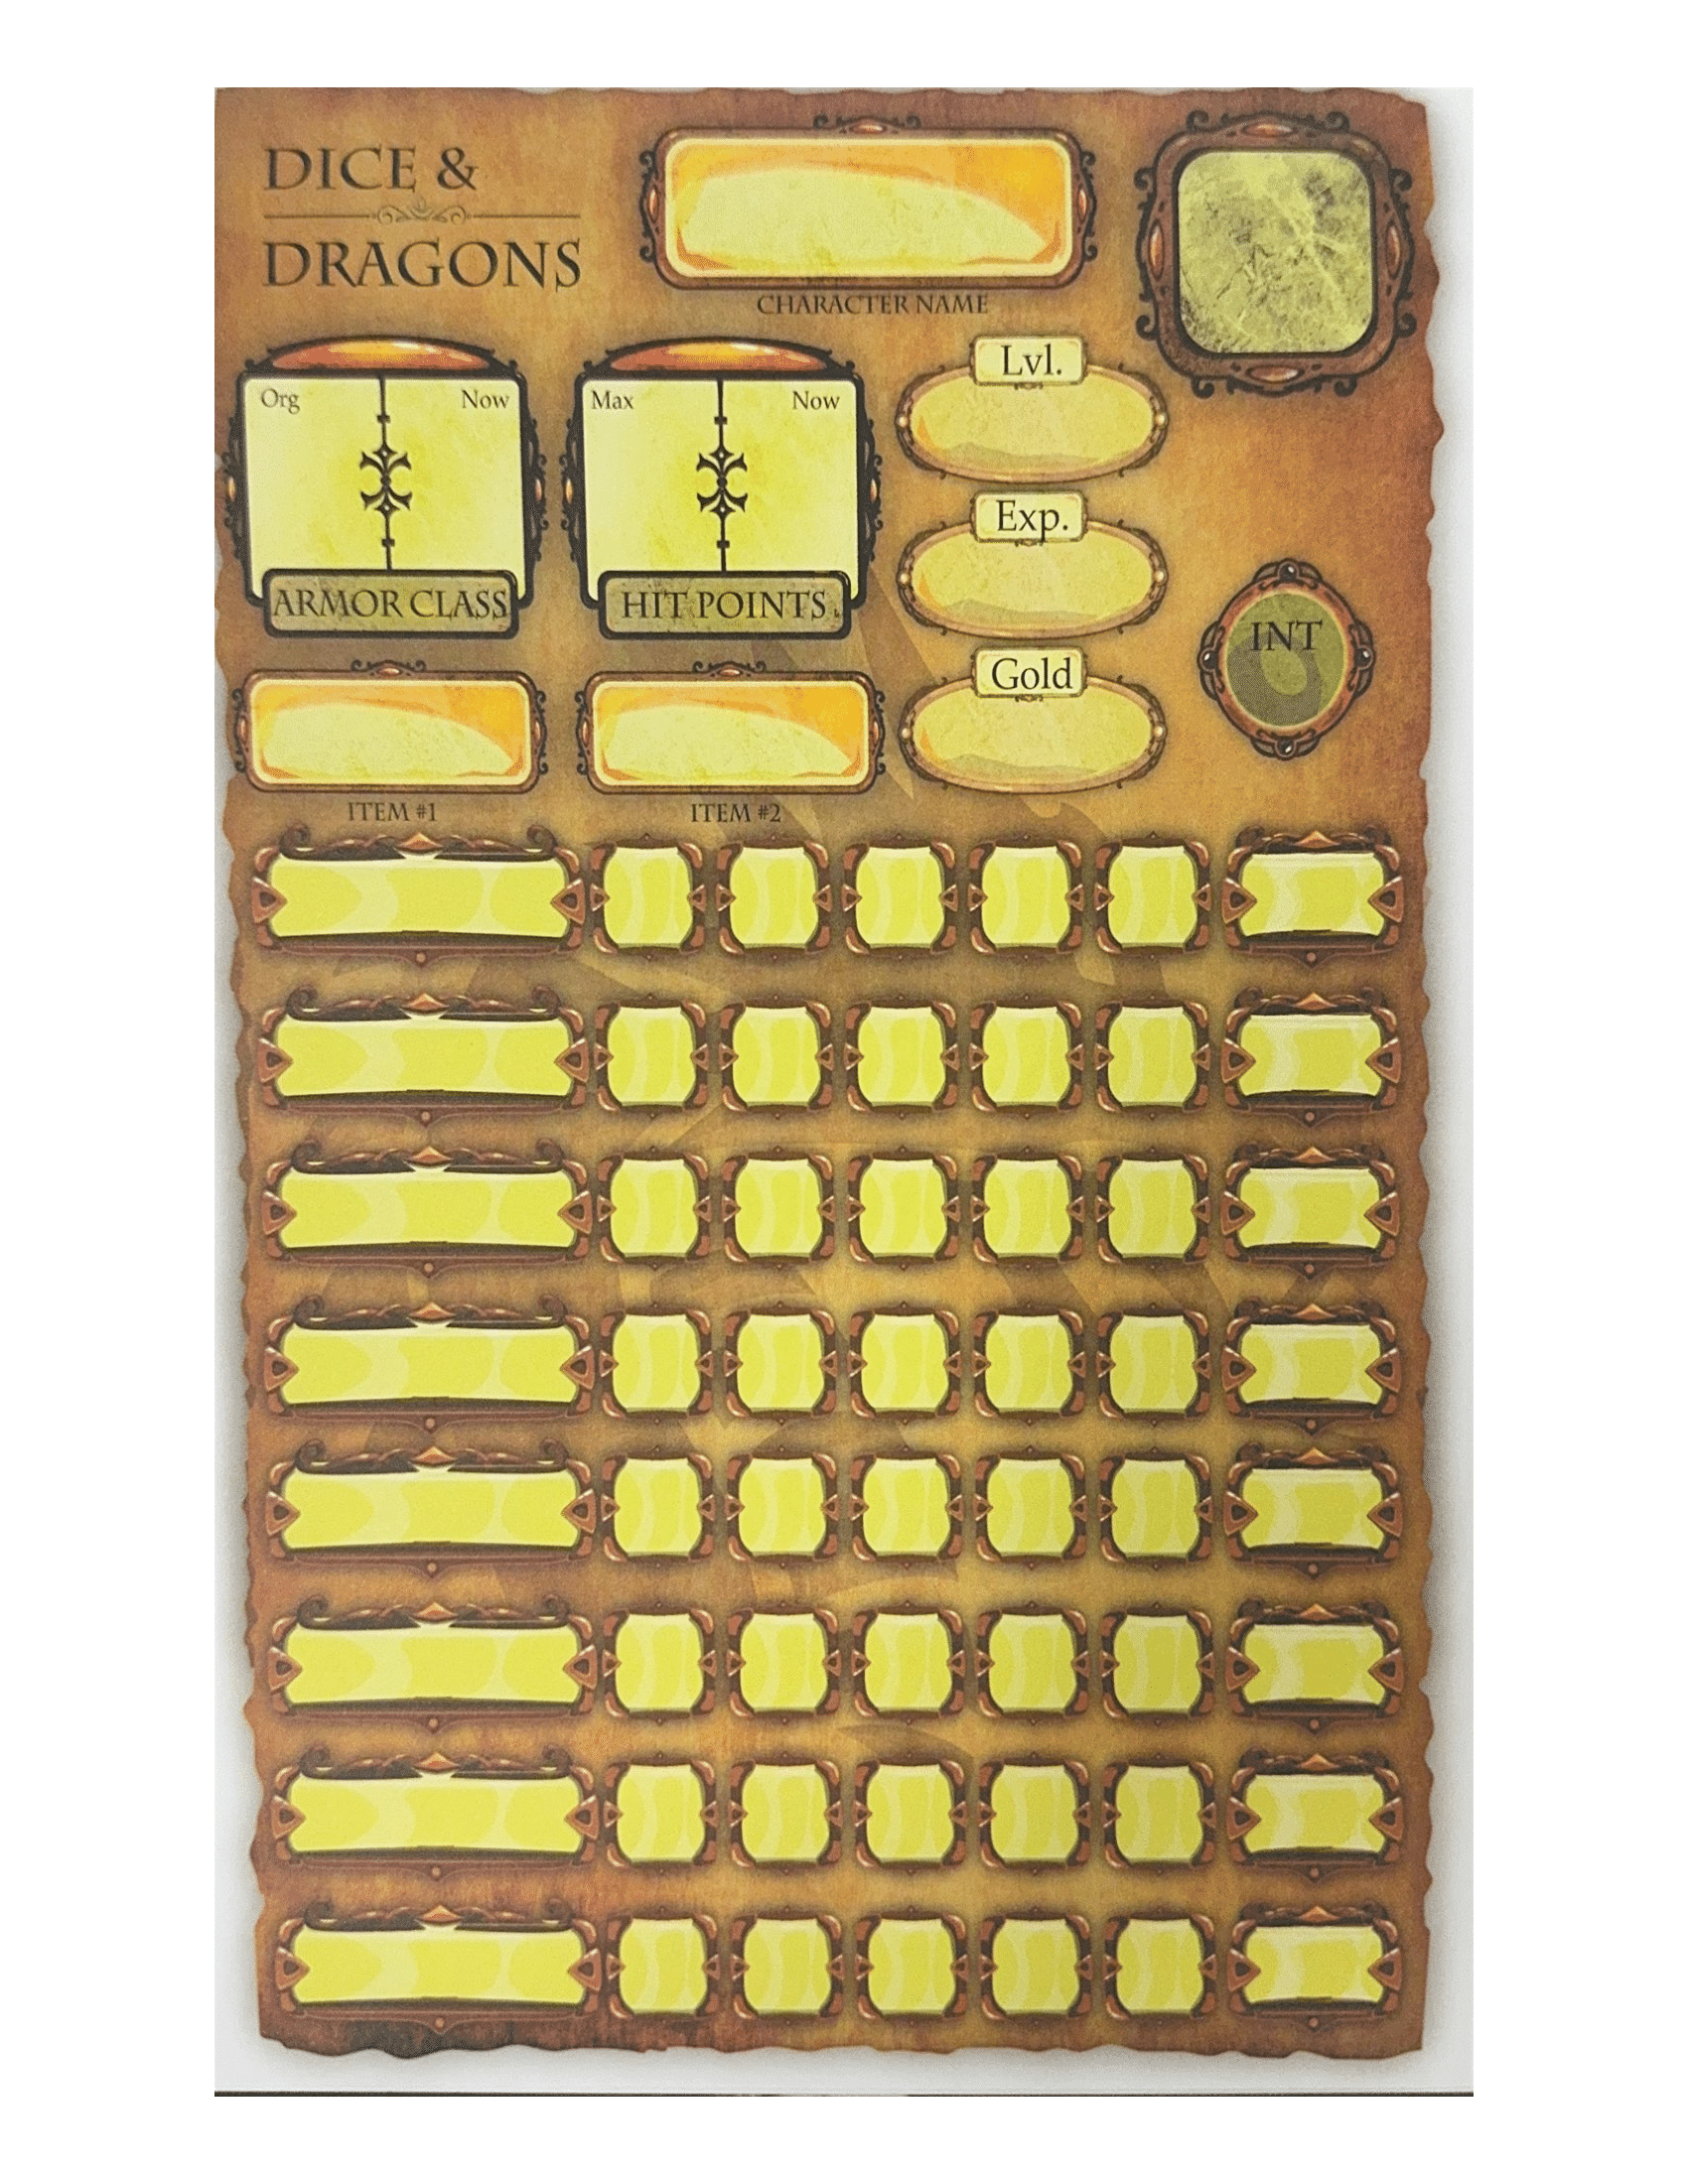 DICE &
DRAGONS
CHARACTER NAME
Org Now
ARMOR CLASS
Max Now
HIT POINTS
Lvl.
Exp.
Gold
INT
ITEM #1
ITEM #2